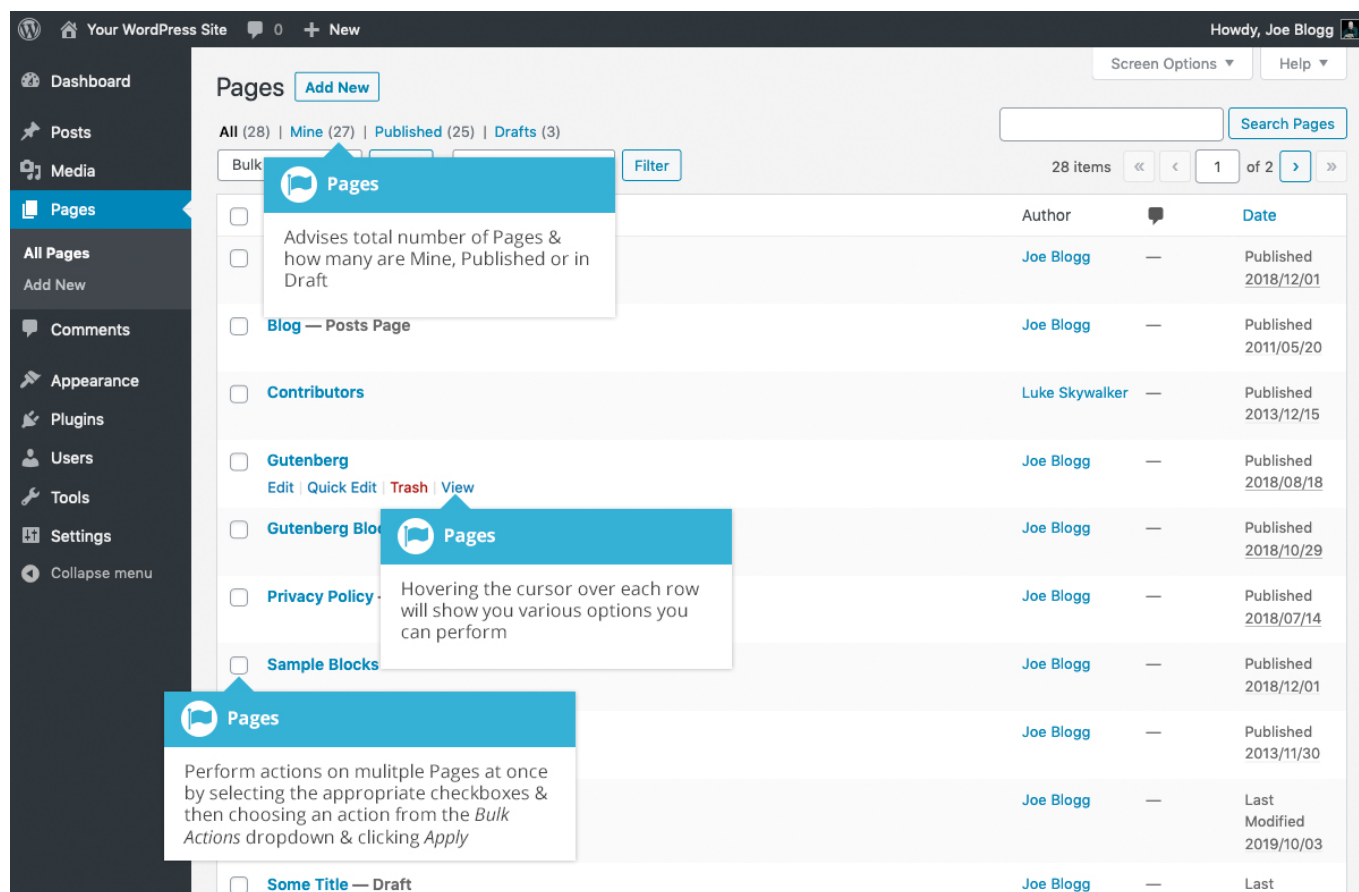 Your WordPress Site 0 + New Howdy, Joe Blogg
Screen Options ▼ Help ▼
Dashboard
Posts
Media
Pages
All Pages
Add New
Comments
Appearance
Plugins
Users
Tools
Settings
Collapse menu
Pages Add New
All (28) | Mine (27) | Published (25) | Drafts (3)
Search Pages
Bulk
Filter
28 items « ‹ 1 of 2 › »
Pages
Advises total number of Pages &
how many are Mine, Published or in
Draft
Author Date
Joe Blogg — Published
2018/12/01
Blog — Posts Page Joe Blogg — Published
2011/05/20
Contributors Luke Skywalker — Published
2013/12/15
Gutenberg Joe Blogg — Published
Edit | Quick Edit | Trash | View 2018/08/18
Gutenberg Joe Blogg — Published
2018/10/29
Pages
Hovering the cursor over each row
will show you various options you
can perform
Privacy Policy Joe Blogg — Published
2018/07/14
Sample Blocks Joe Blogg — Published
2018/12/01
Pages
Perform actions on mulitple Pages at once
by selecting the appropriate checkboxes &
then choosing an action from the Bulk
Actions dropdown & clicking Apply
Joe Blogg — Published
2013/11/30
Joe Blogg — Last
Modified
2019/10/03
Some Title — Draft Joe Blogg — Last